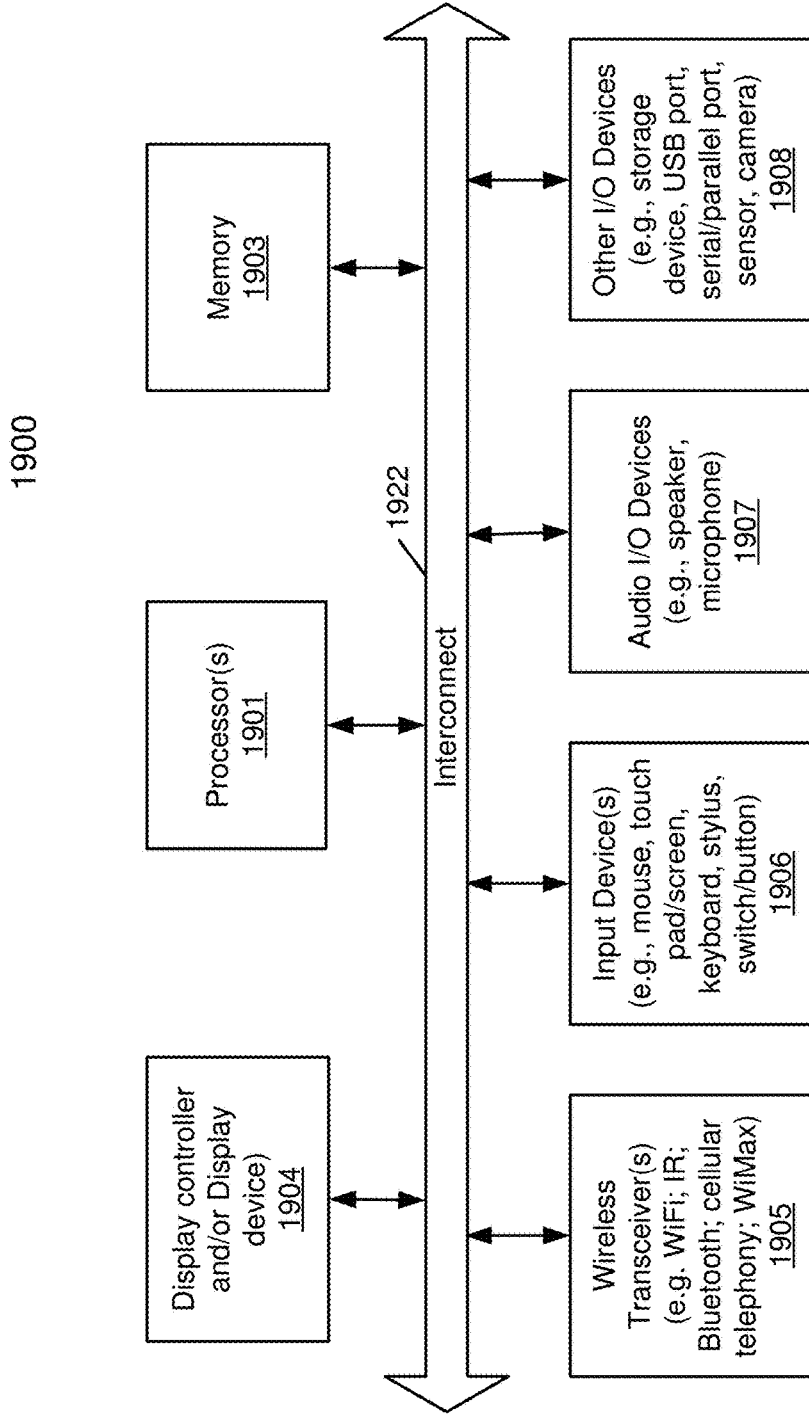 1900
Display controller
and/or Display
device)
1904
Processor(s)
1901
Memory
1903
1922
Interconnect
Wireless
Transceiver(s)
(e.g. WiFi; IR;
Bluetooth; cellular
telephony; WiMax)
1905
Input Device(s)
(e.g., mouse, touch
pad/screen,
keyboard, stylus,
switch/button)
1906
Audio I/O Devices
(e.g., speaker,
microphone)
1907
Other I/O Devices
(e.g., storage
device, USB port,
serial/parallel port,
sensor, camera)
1908